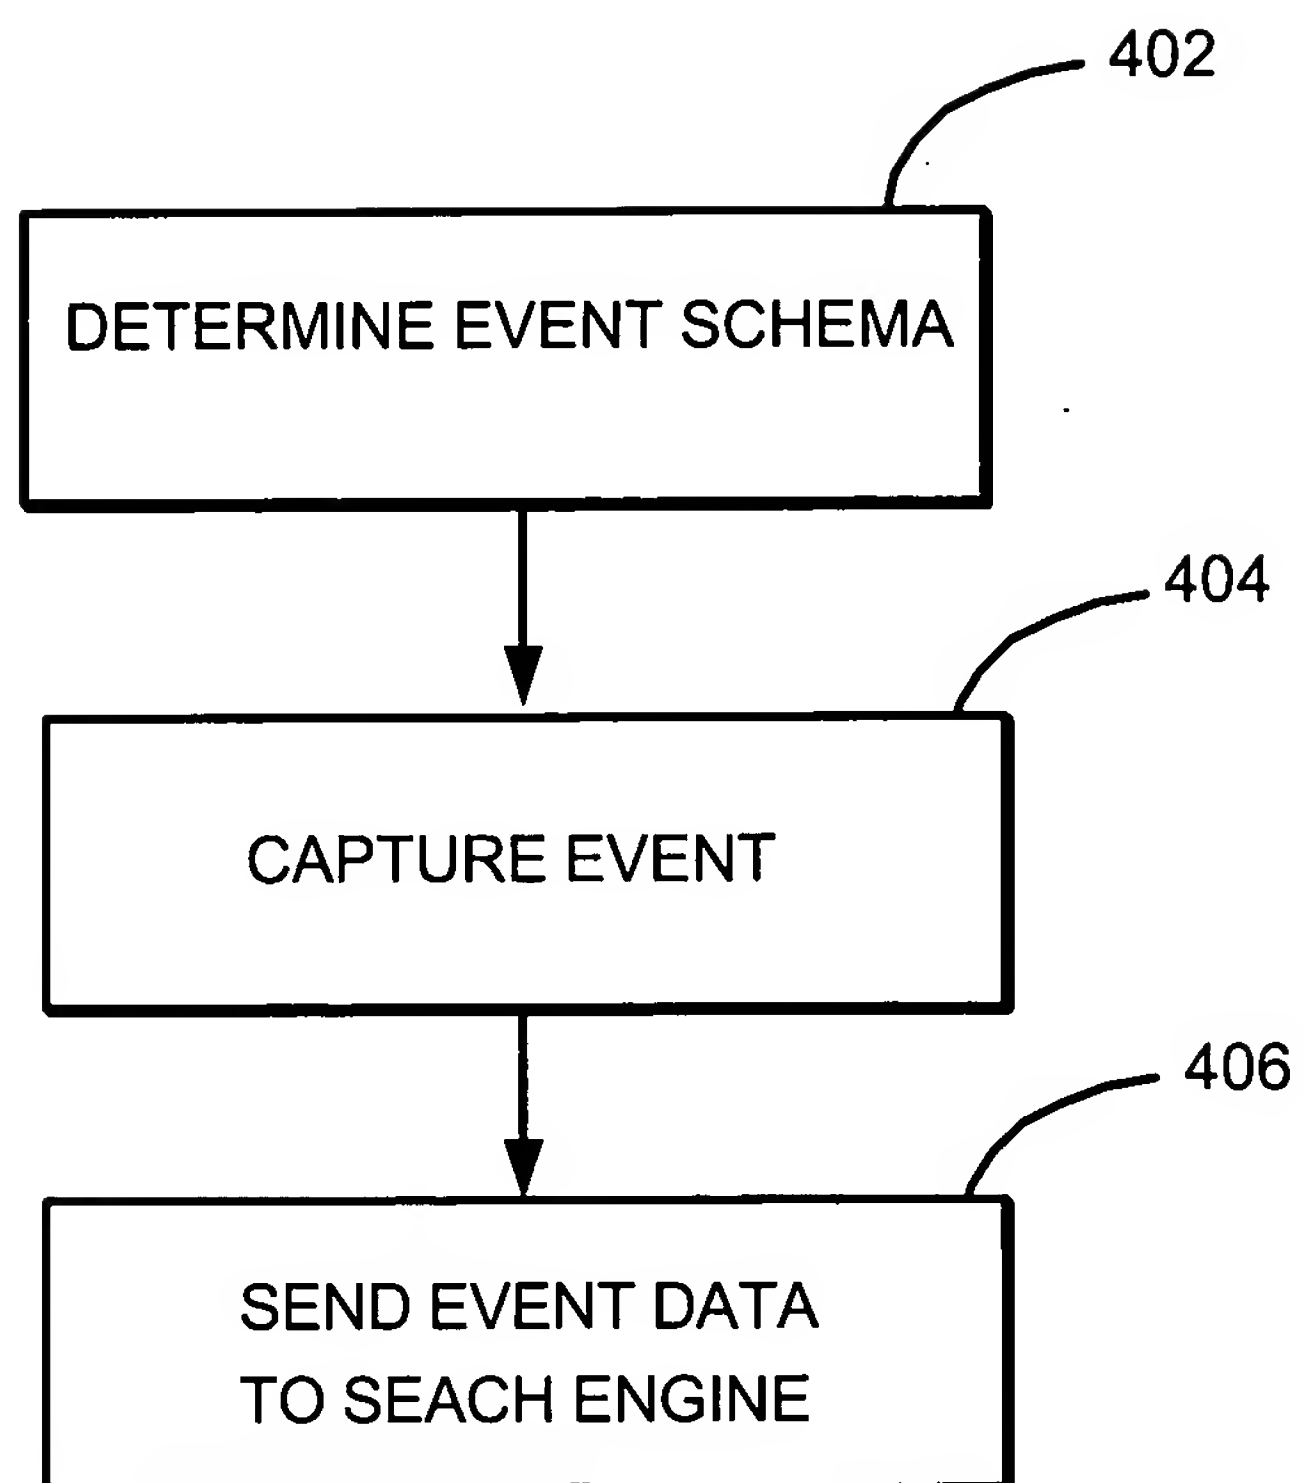 402
DETERMINE EVENT SCHEMA
404
CAPTURE EVENT
406
SEND EVENT DATA
TO SEACH ENGINE